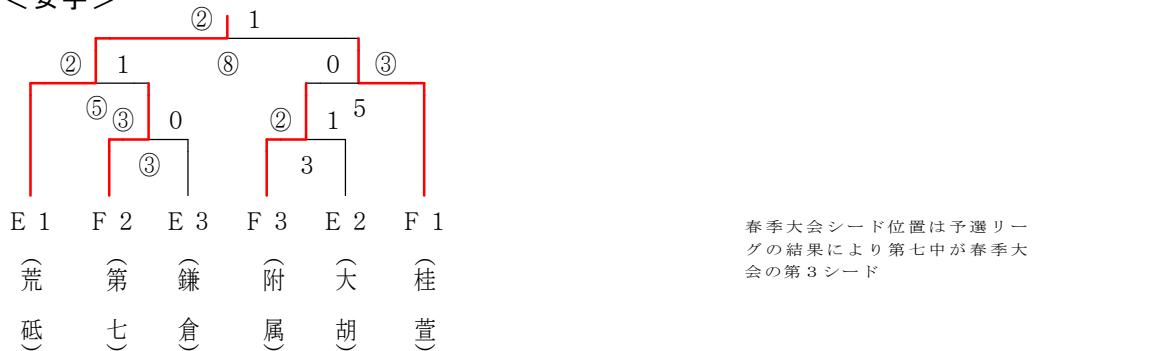 <女子>
② 1
② 1 ⑧ 0 ③
⑤ ③ 0 ② 1 5
③ 3
E 1 F 2 E 3 F 3 E 2 F 1
(荒砥) (第七) (鎌倉) (附属) (大胡) (桂萱)
春季大会シード位置は予選リー
グの結果により第七中が春季大
会の第3シード